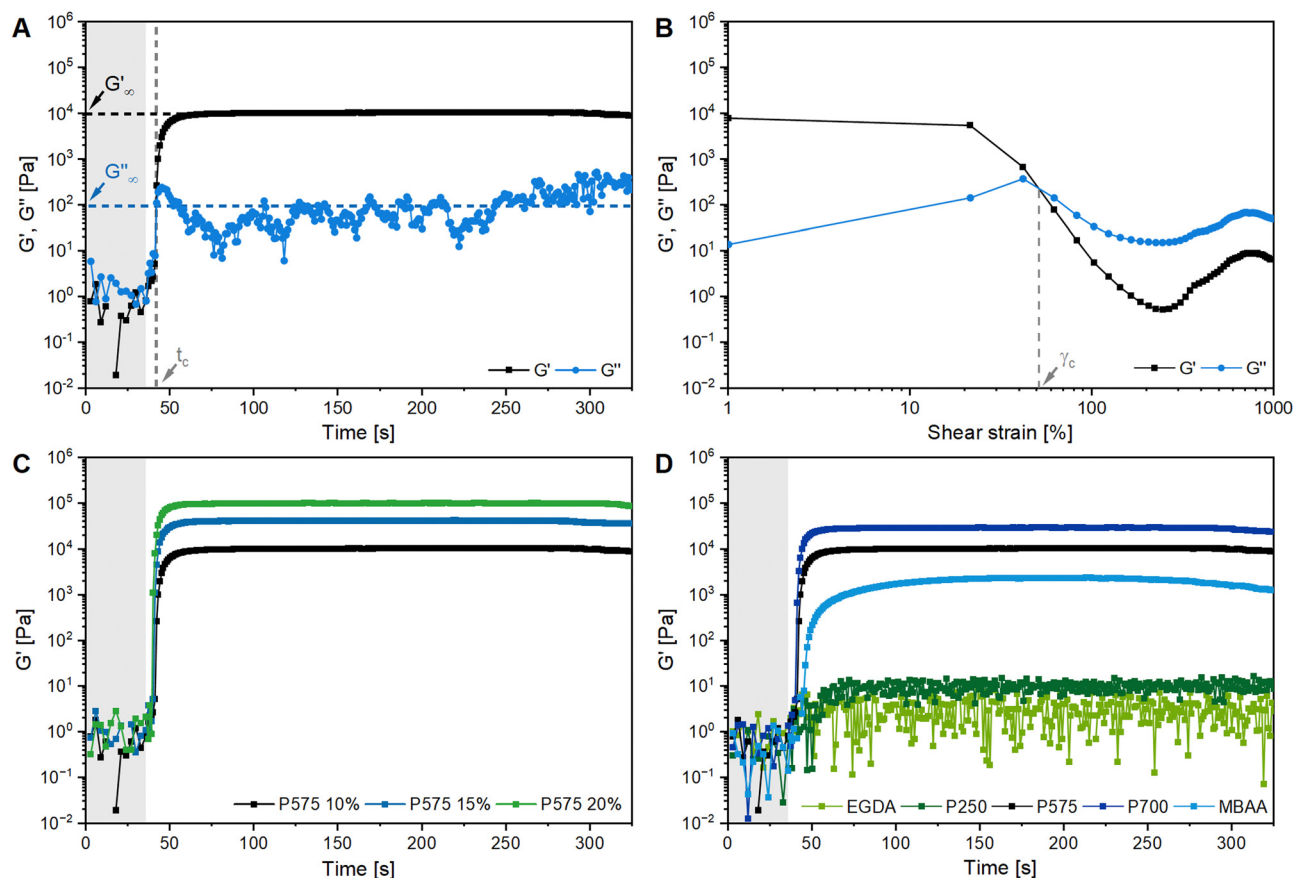 A
G', G'' [Pa]
10⁶
10⁵
10⁴
10³
10²
10¹
10⁰
10⁻¹
10⁻²
G'∞
G''∞
t_c
G' G''
0 50 100 150 200 250 300
Time [s]
B
G', G'' [Pa]
10⁶
10⁵
10⁴
10³
10²
10¹
10⁰
10⁻¹
10⁻²
γ_c
G' G''
1 10 100 1000
Shear strain [%]
C
G' [Pa]
10⁶
10⁵
10⁴
10³
10²
10¹
10⁰
10⁻¹
10⁻²
P575 10% P575 15% P575 20%
0 50 100 150 200 250 300
Time [s]
D
G' [Pa]
10⁶
10⁵
10⁴
10³
10²
10¹
10⁰
10⁻¹
10⁻²
EGDA P250 P575 P700 MBAA
0 50 100 150 200 250 300
Time [s]